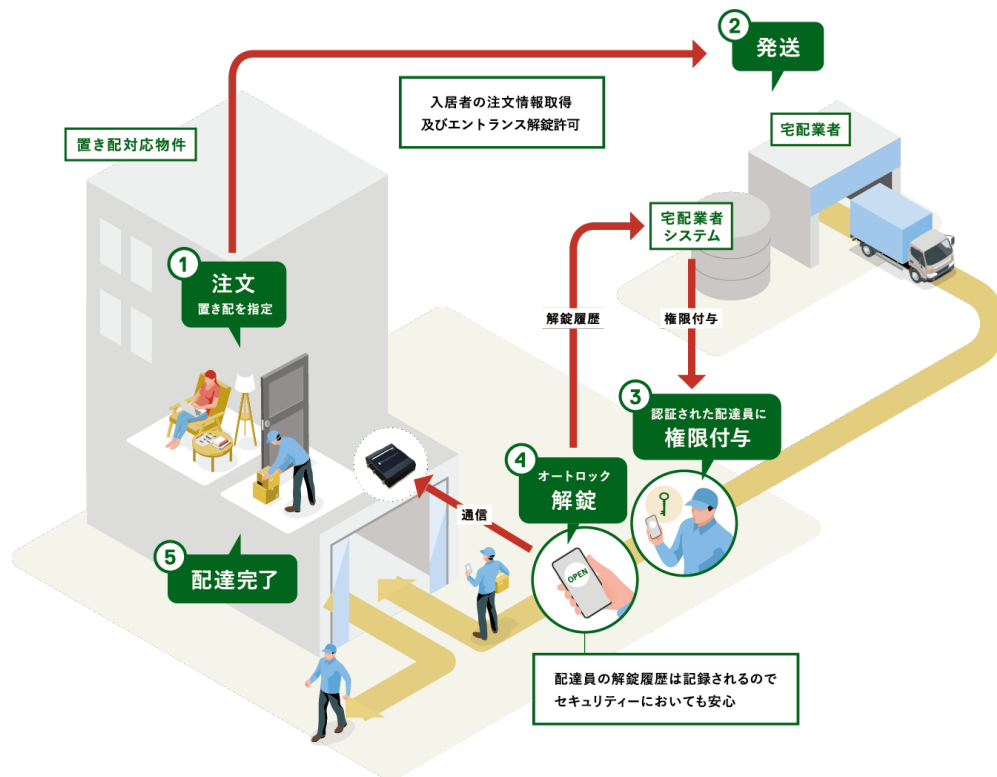 ② 発送
入居者の注文情報取得
及びエントランス解錠許可
宅配業者
置き配対応物件
宅配業者
システム
① 注文
置き配を指定
解錠履歴
権限付与
③ 認証された配達員に
権限付与
④ オートロック
解錠
通信
OPEN
⑤ 配達完了
配達員の解錠履歴は記録されるので
セキュリティーにおいても安心